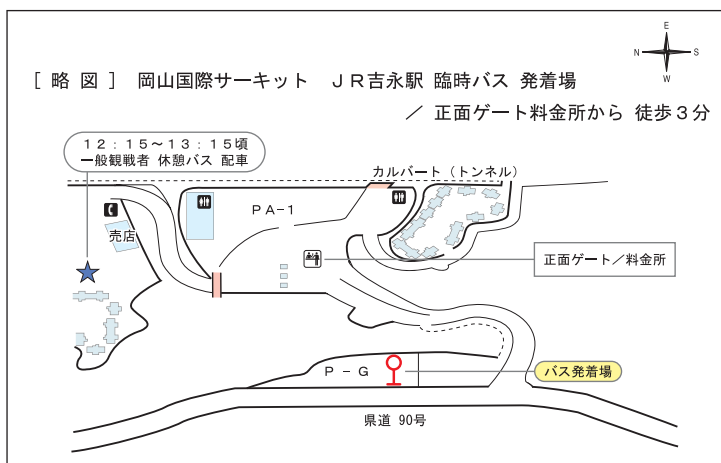 E
N S
W
[ 略 図 ] 岡山国際サーキット JR吉永駅 臨時バス 発着場
/ 正面ゲート料金所から 徒歩3分
12:15~13:15頃
一般観戦者 休憩バス 配車
カルバート(トンネル)
PA-1
売店
正面ゲート/料金所
P-G
バス発着場
県道 90号